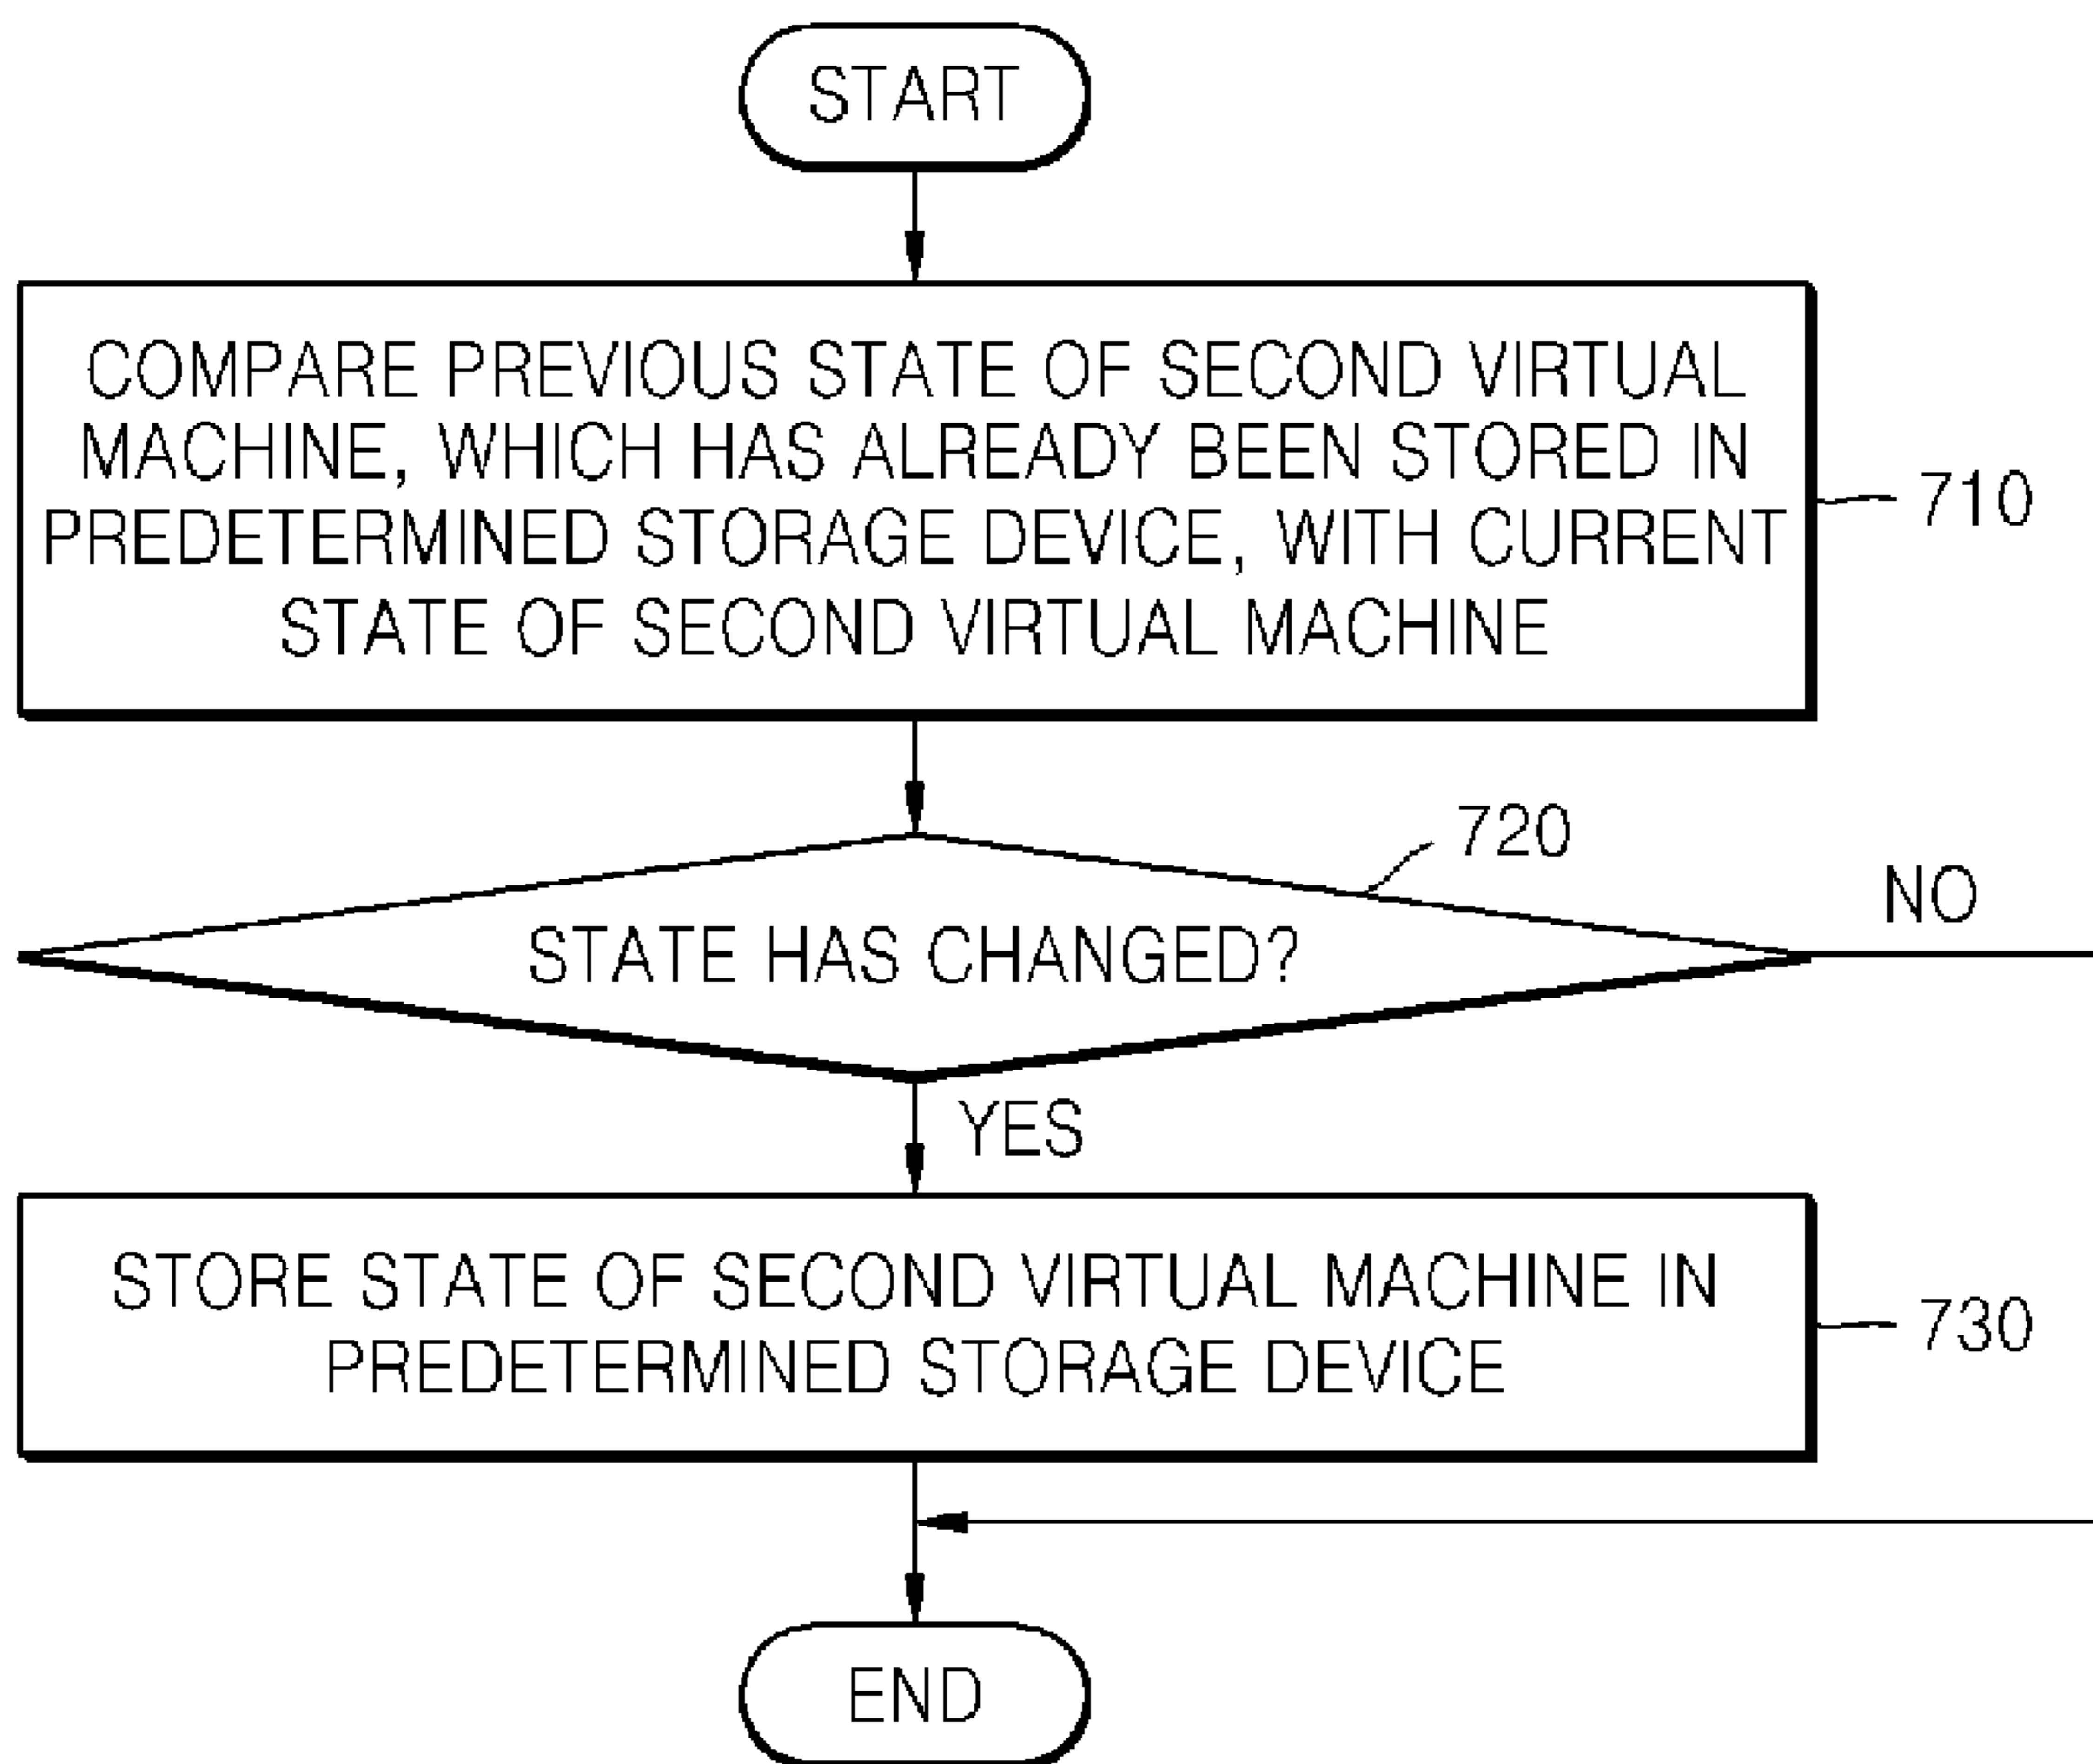 START
COMPARE PREVIOUS STATE OF SECOND VIRTUAL
MACHINE, WHICH HAS ALREADY BEEN STORED IN
PREDETERMINED STORAGE DEVICE, WITH CURRENT
STATE OF SECOND VIRTUAL MACHINE
710
720
NO
STATE HAS CHANGED?
YES
STORE STATE OF SECOND VIRTUAL MACHINE IN
PREDETERMINED STORAGE DEVICE
730
END